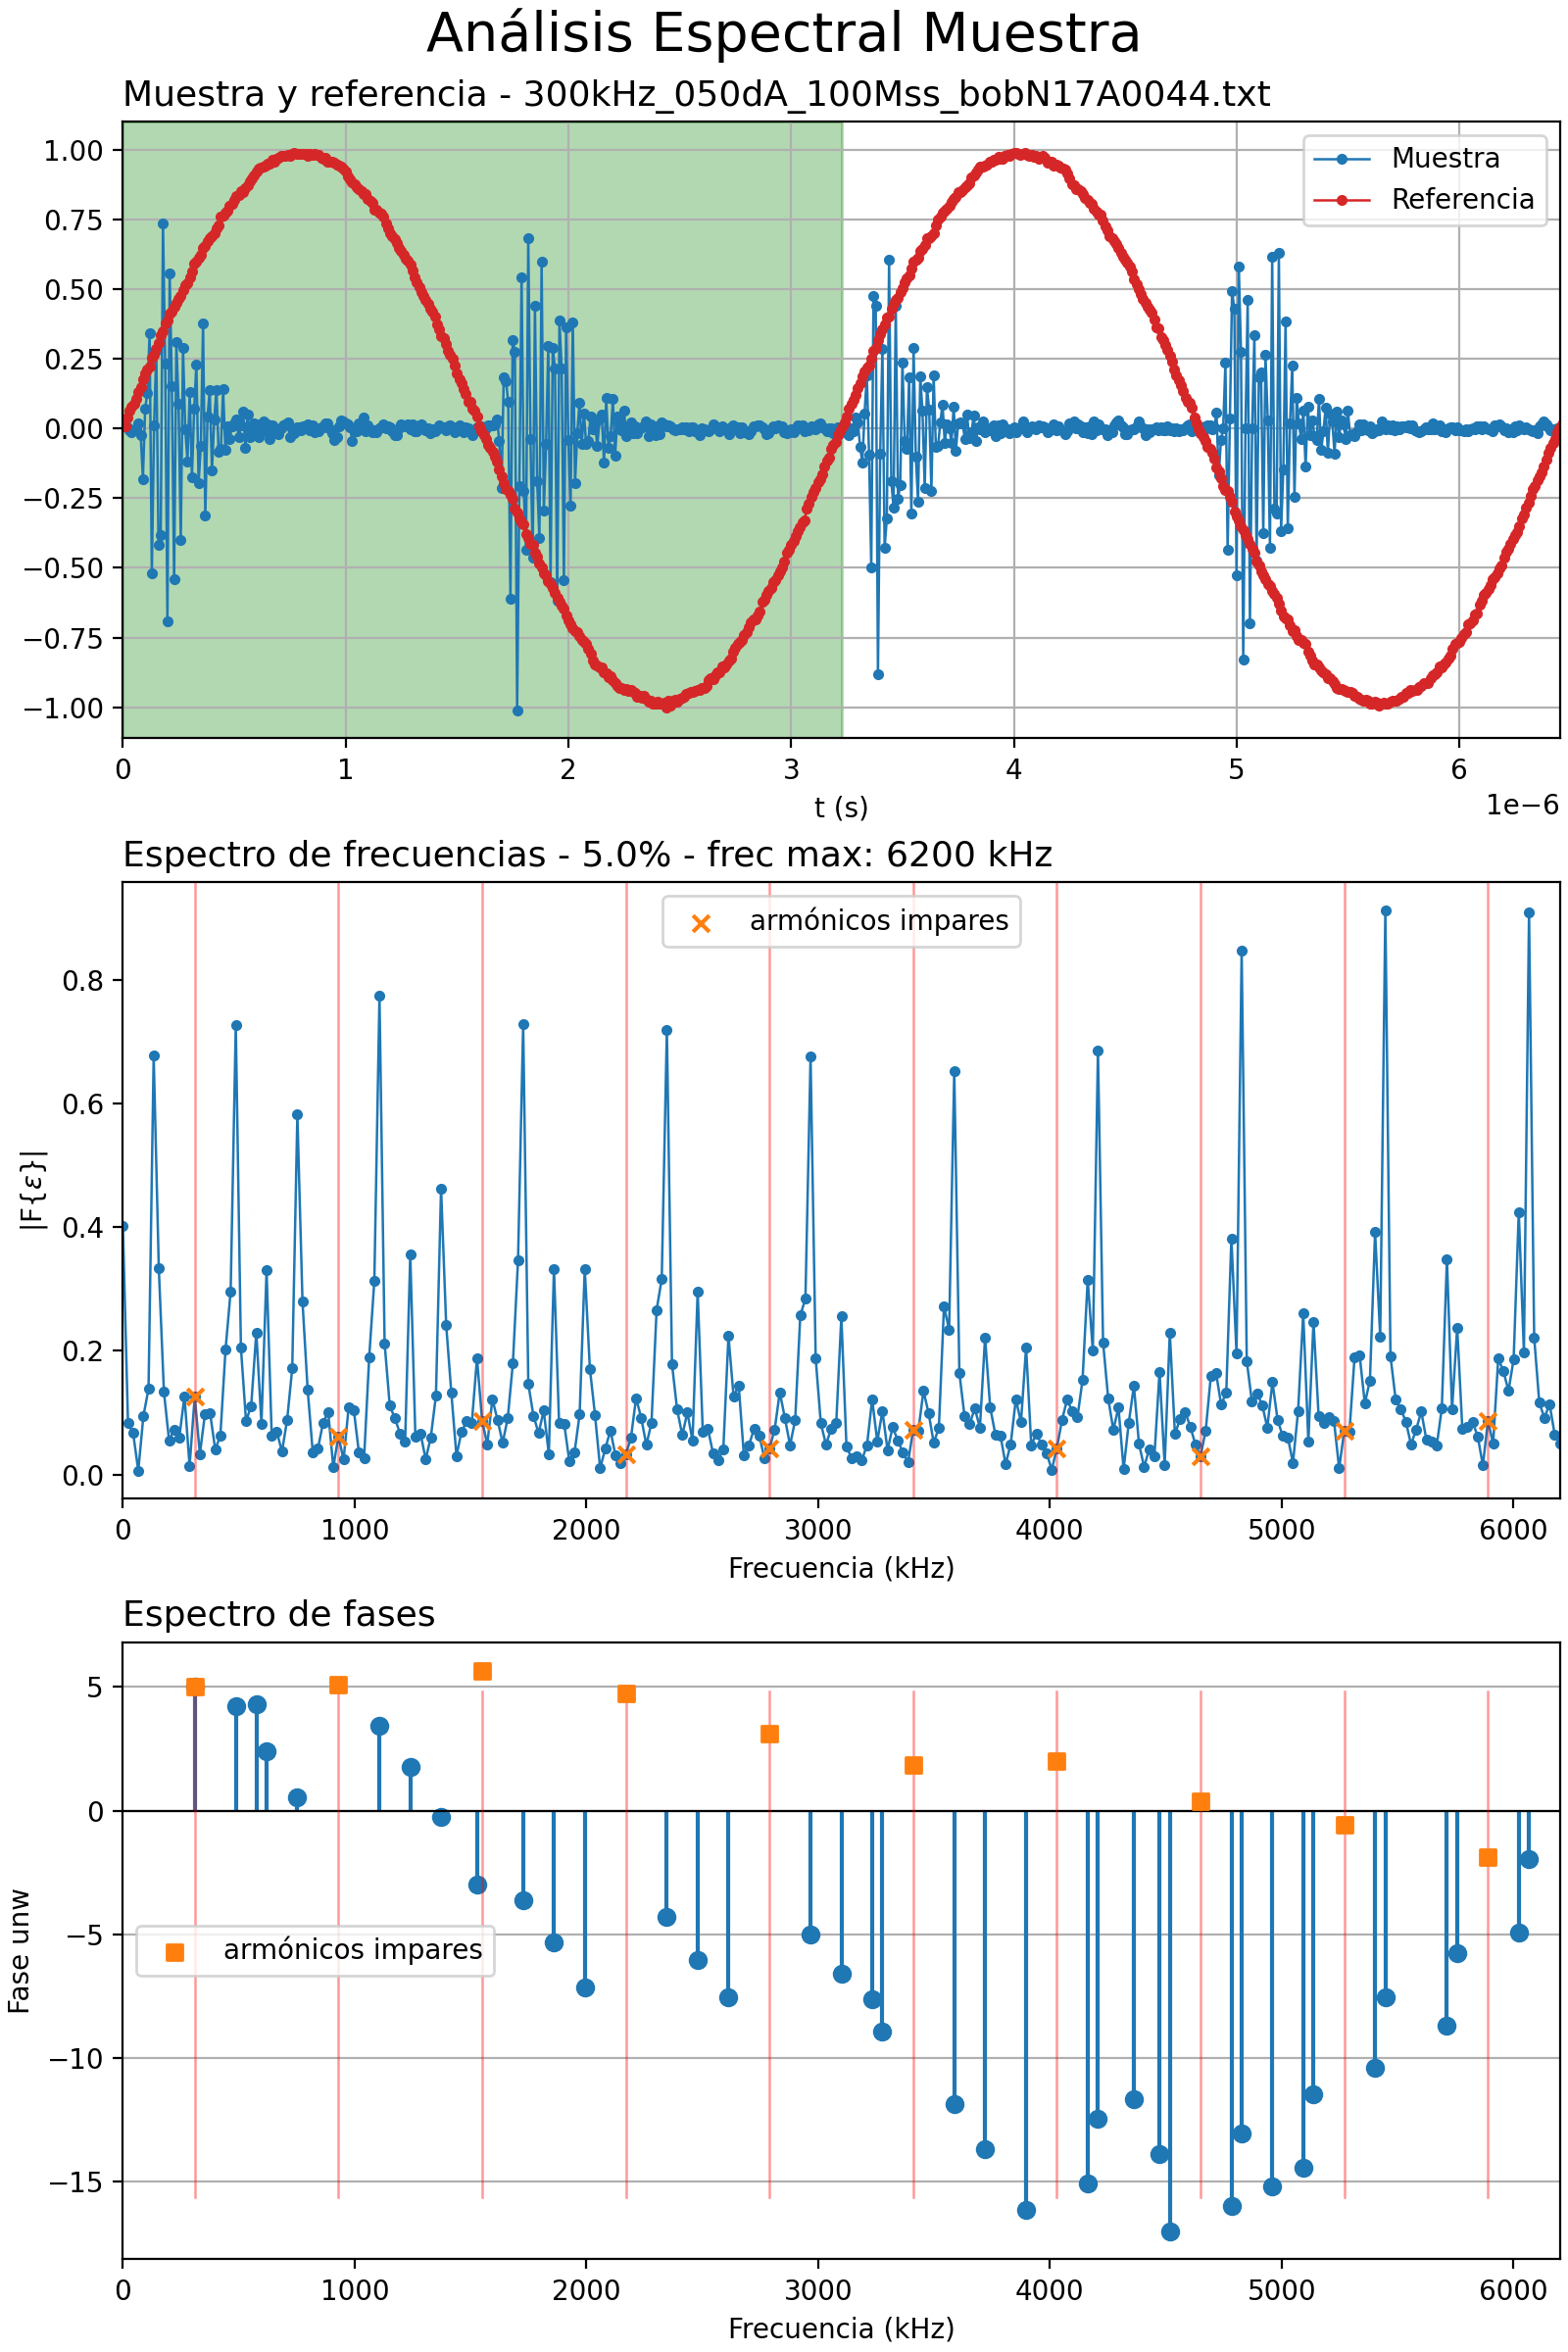 Análisis Espectral Muestra
Muestra y referencia - 300kHz_050dA_100Mss_bobN17A0044.txt
1.00
0.75
0.50
0.25
0.00
−0.25
−0.50
−0.75
−1.00
Muestra
Referencia
0 1 2 3 4 5 6
t (s)
1e−6
Espectro de frecuencias - 5.0% - frec max: 6200 kHz
armónicos impares
|F{ε}|
0.8
0.6
0.4
0.2
0.0
0 1000 2000 3000 4000 5000 6000
Frecuencia (kHz)
Espectro de fases
Fase unw
5
0
−5
−10
−15
armónicos impares
0 1000 2000 3000 4000 5000 6000
Frecuencia (kHz)